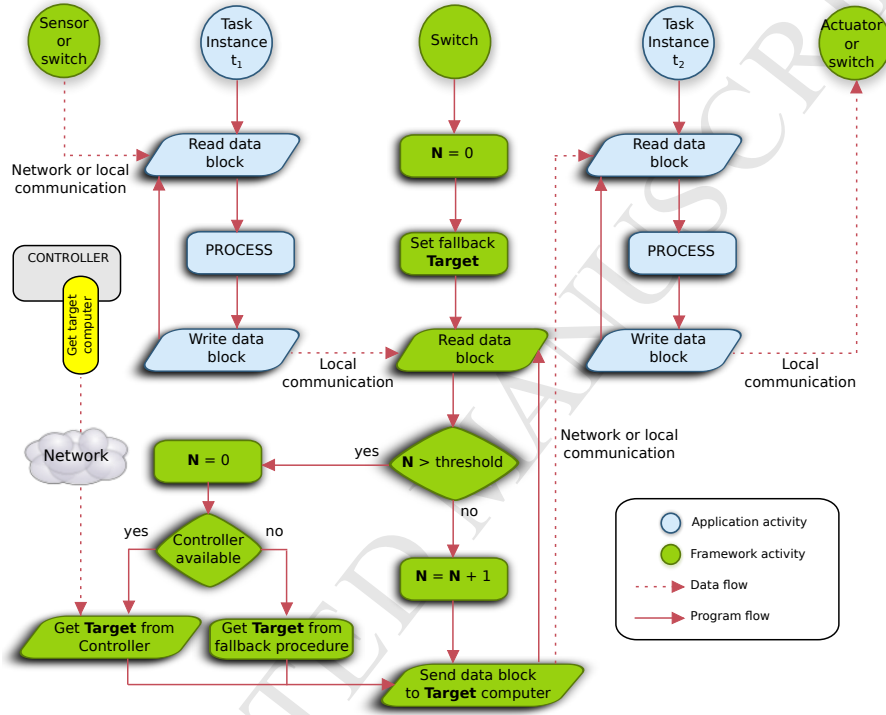 Sensor
or
switch
Task
Instance
t1
Switch
Task
Instance
t2
Actuator
or
switch
Read data
block
N = 0
Read data
block
Network or local
communication
PROCESS
Set fallback
Target
PROCESS
CONTROLLER
Get target
computer
Write data
block
Local
communication
Read data
block
Write data
block
Local
communication
Network
N = 0
yes
N > threshold
no
Network or local
communication
yes
Controller
available
no
N = N + 1
Application activity
Framework activity
Data flow
Program flow
Get Target from
Controller
Get Target from
fallback procedure
Send data block
to Target computer
TED MANUSCR